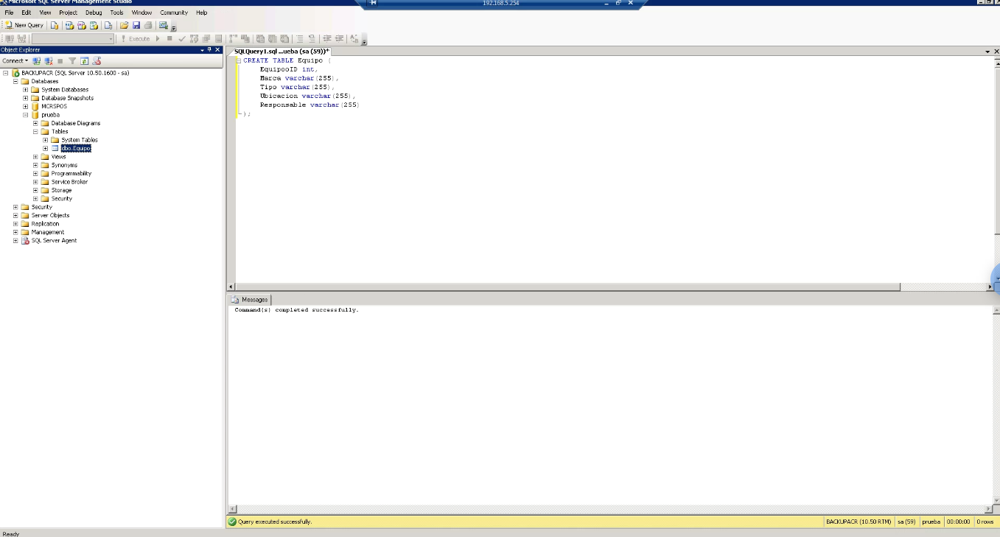 Microsoft SQL Server Management Studio
192.168.5.254
File Edit View Project Debug Tools Window Community Help
New Query
Execute
Object Explorer
Connect
BACKUPACR (SQL Server 10.50.1600 - sa)
Databases
System Databases
Database Snapshots
MCRSPOS
prueba
Database Diagrams
Tables
System Tables
dbo.Equipo
Views
Synonyms
Programmability
Service Broker
Storage
Security
Security
Server Objects
Replication
Management
SQL Server Agent
SQLQuery1.sql ...ueba (sa (59))*
CREATE TABLE Equipo (
EquipooID int,
Marca varchar(255),
Tipo varchar(255),
Ubicacion varchar(255),
Responsable varchar(255)
);
Messages
Command(s) completed successfully.
Query executed successfully.
BACKUPACR (10.50 RTM) sa (59) prueba 00:00:00 0 rows
Ready